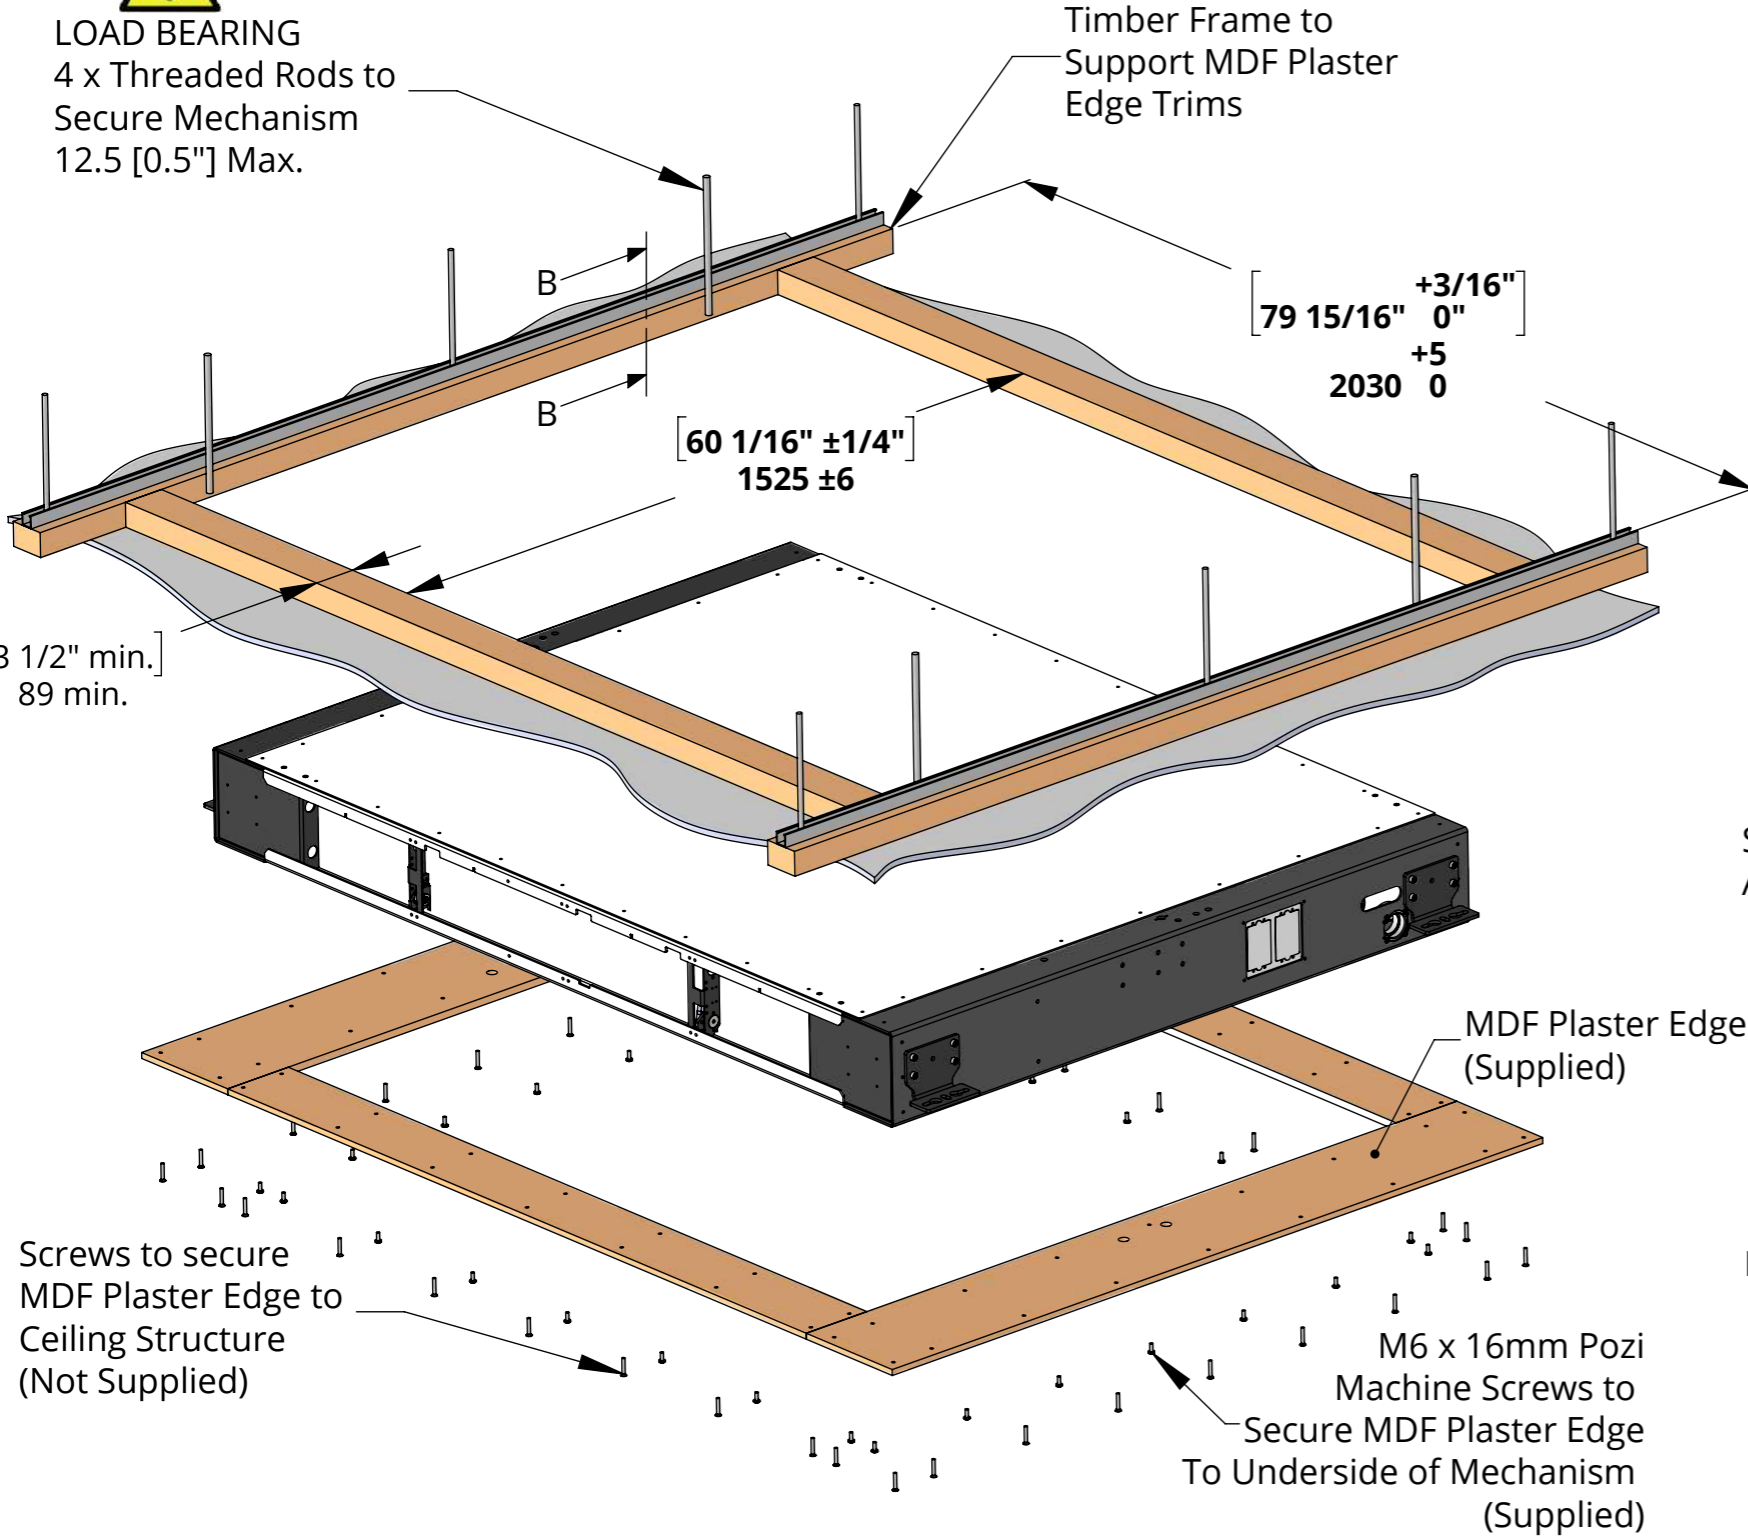 LOAD BEARING
4 x Threaded Rods to
Secure Mechanism
12.5 [0.5"] Max.
Timber Frame to
Support MDF Plaster
Edge Trims
B
B
[79 15/16" +3/16" 0"]
2030 +5 0
[60 1/16" ±1/4"]
1525 ±6
3 1/2" min.]
89 min.
MDF Plaster Edge
(Supplied)
Screws to secure
MDF Plaster Edge to
Ceiling Structure
(Not Supplied)
M6 x 16mm Pozi
Machine Screws to
Secure MDF Plaster Edge
To Underside of Mechanism
(Supplied)